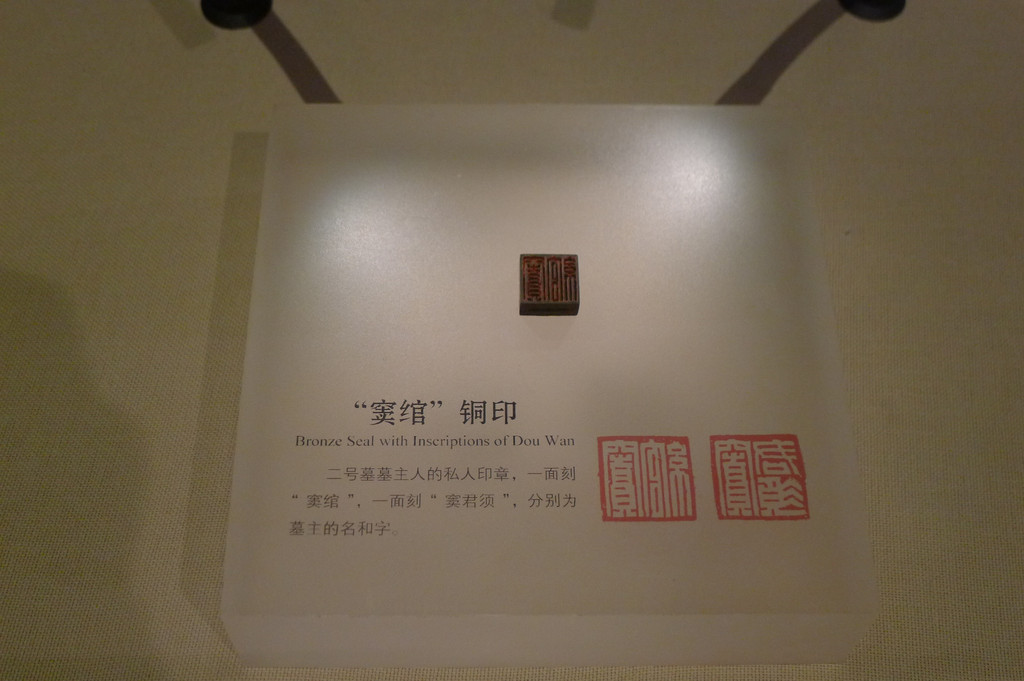 “窦绾”铜印
Bronze Seal with Inscriptions of Dou Wan
二号墓墓主人的私人印章，一面刻
“窦绾”，一面刻“窦君须”，分别为
墓主的名和字。